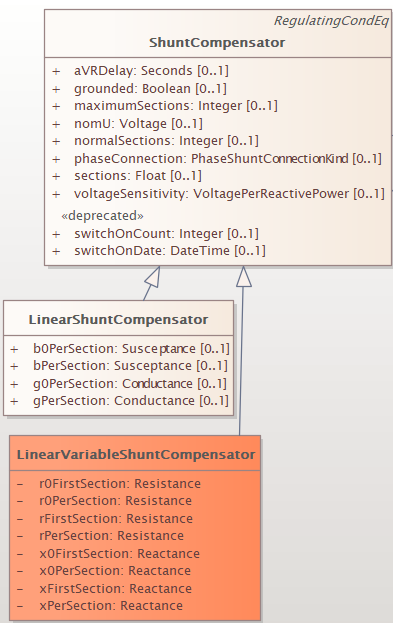 RegulatingCondEq
ShuntCompensator
+ aVRDelay: Seconds [0..1]
+ grounded: Boolean [0..1]
+ maximumSections: Integer [0..1]
+ nomU: Voltage [0..1]
+ normalSections: Integer [0..1]
+ phaseConnection: PhaseShuntConnectionKind [0..1]
+ sections: Float [0..1]
+ voltageSensitivity: VoltagePerReactivePower [0..1]
«deprecated»
+ switchOnCount: Integer [0..1]
+ switchOnDate: DateTime [0..1]
LinearShuntCompensator
+ b0PerSection: Susceptance [0..1]
+ bPerSection: Susceptance [0..1]
+ g0PerSection: Conductance [0..1]
+ gPerSection: Conductance [0..1]
LinearVariableShuntCompensator
- r0FirstSection: Resistance
- r0PerSection: Resistance
- rFirstSection: Resistance
- rPerSection: Resistance
- x0FirstSection: Reactance
- x0PerSection: Reactance
- xFirstSection: Reactance
- xPerSection: Reactance